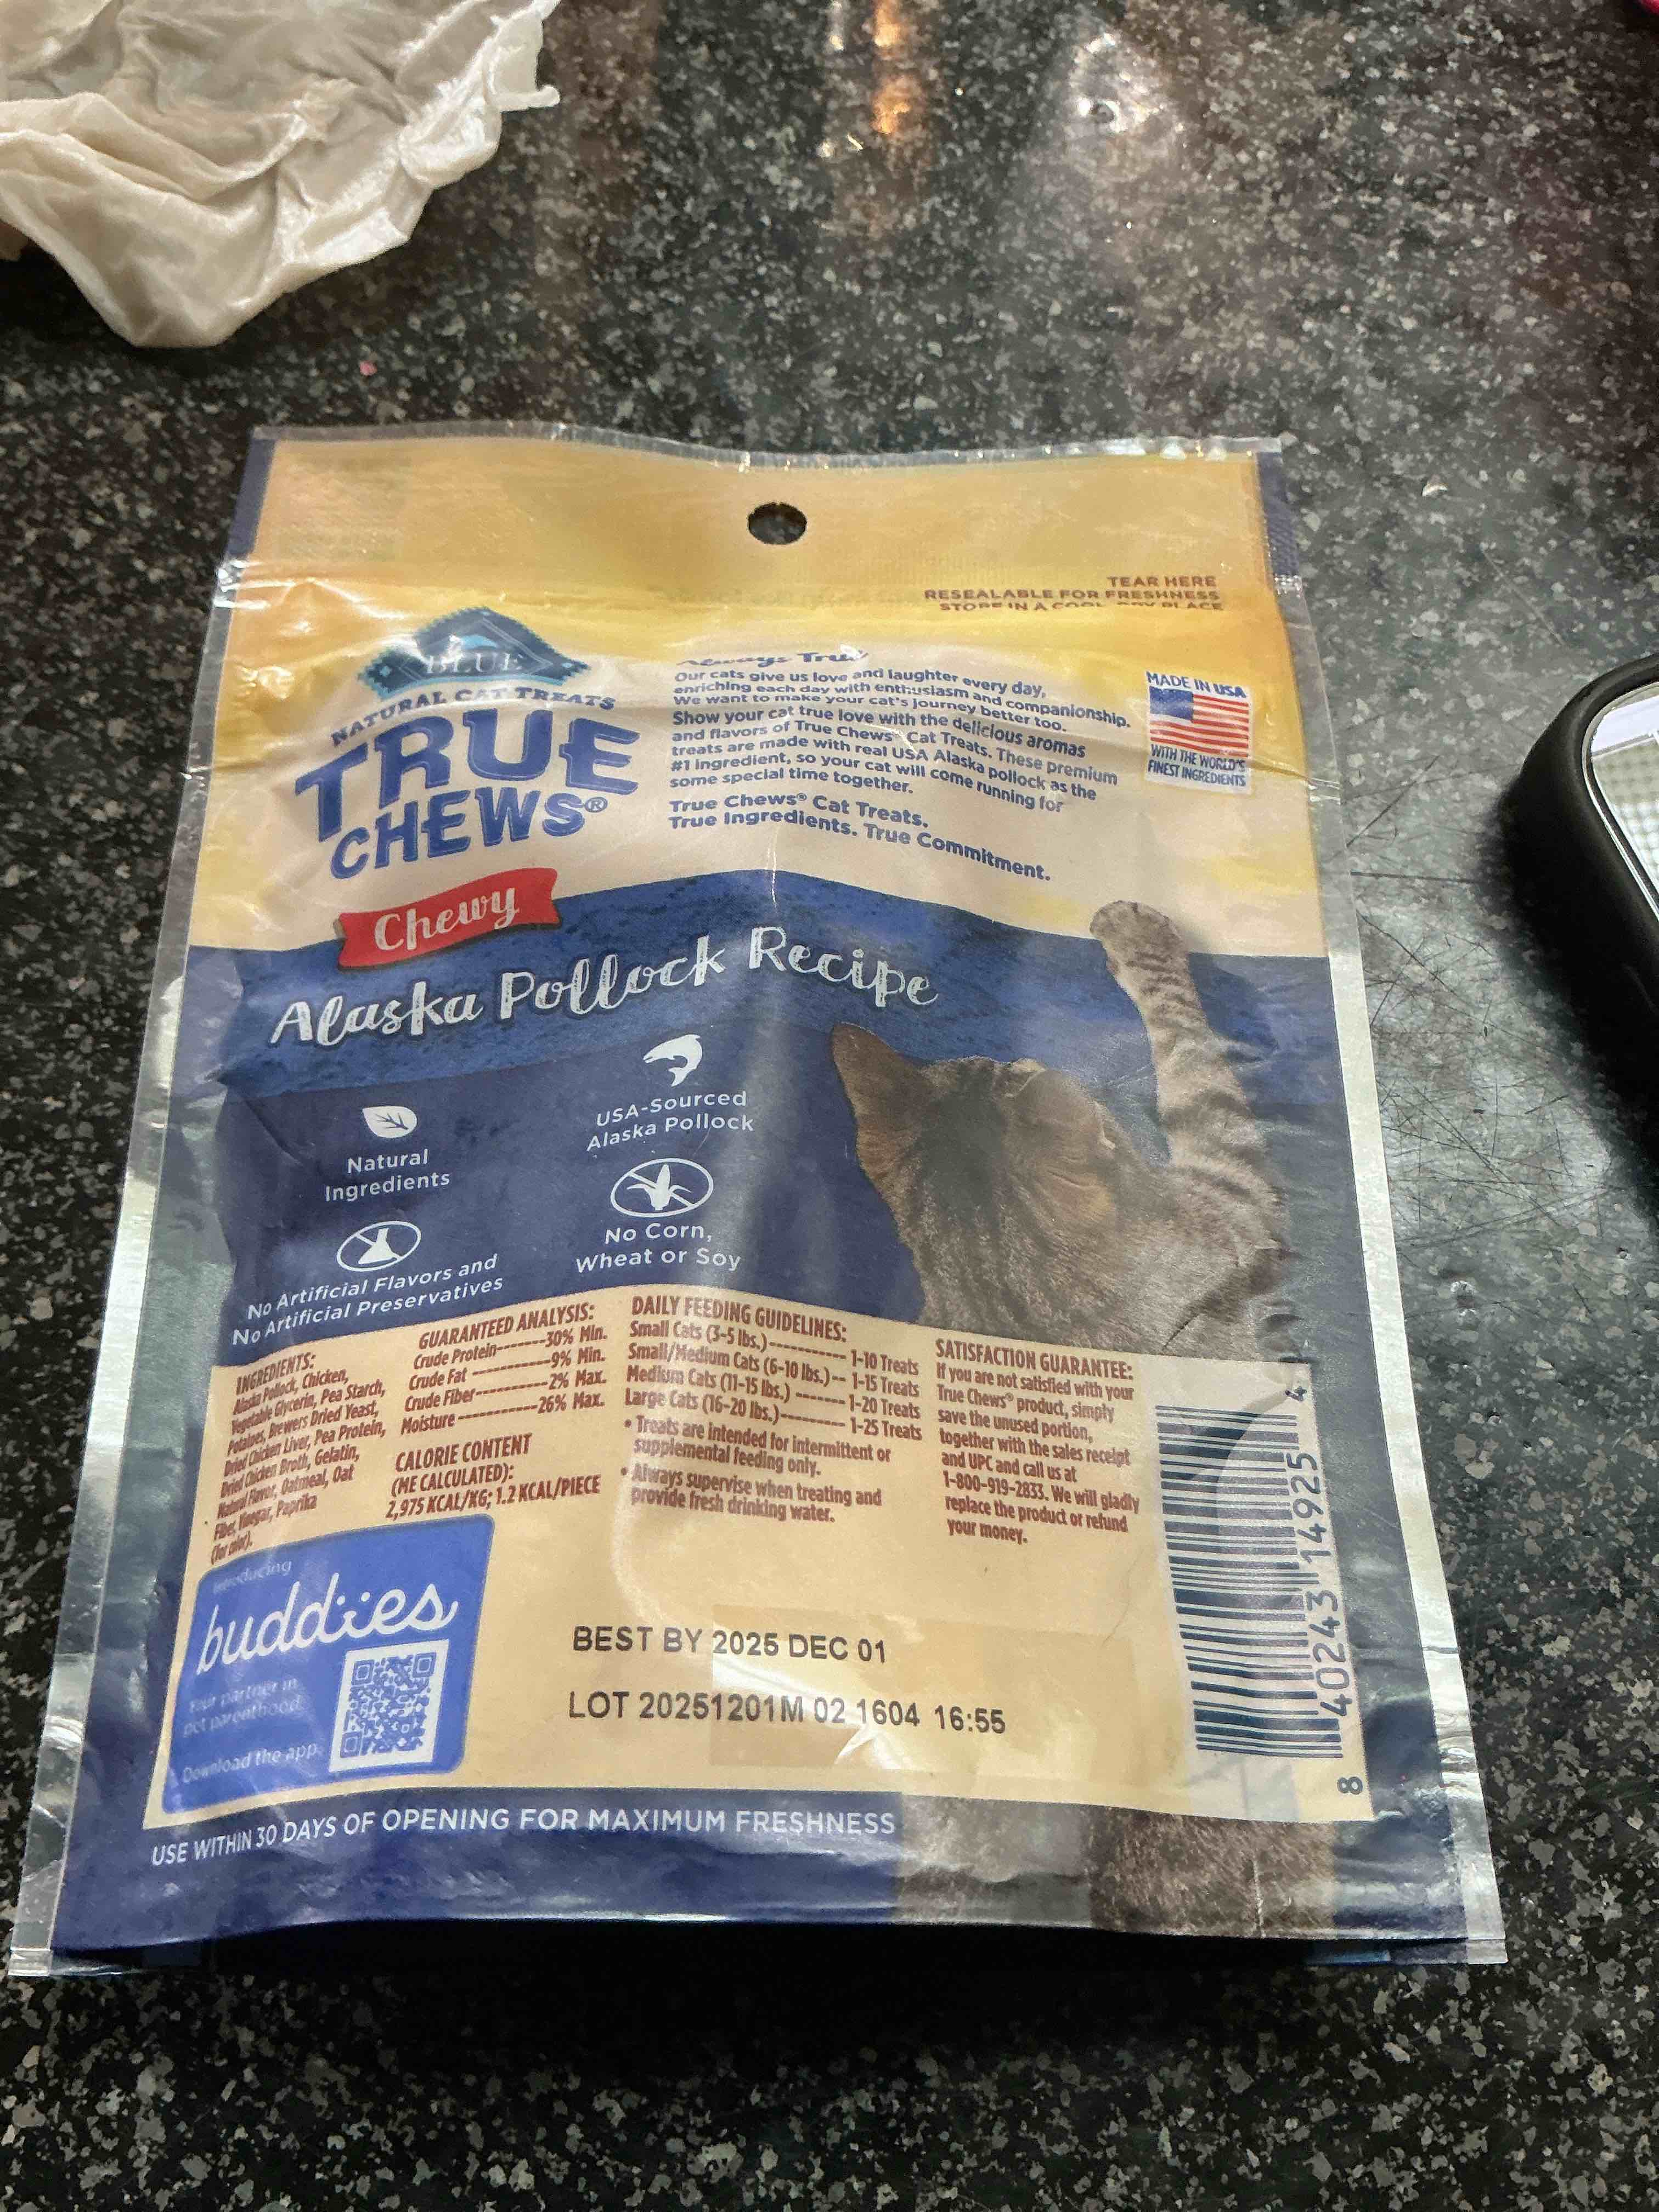 TEAR HERE
RESEALABLE FOR FRESHNESS
STORE IN A COOL DRY PLACE
BLUE
NATURAL CAT TREATS
TRUE
CHEWS®
Chewy
Always True
Our cats give us love and laughter every day,
enriching each day with enthusiasm and companionship.
We want to make your cat's journey better too.
Show your cat true love with the delicious aromas
and flavors of True Chews® Cat Treats. These premium
treats are made with real USA Alaska pollock as the
#1 ingredient, so your cat will come running for
some special time together.
True Chews® Cat Treats.
True Ingredients. True Commitment.
MADE IN USA
WITH THE WORLD'S
FINEST INGREDIENTS
Alaska Pollock Recipe
Natural
Ingredients
USA-Sourced
Alaska Pollock
No Artificial Flavors and
No Artificial Preservatives
No Corn,
Wheat or Soy
INGREDIENTS:
Alaska Pollock, Chicken,
Vegetable Glycerin, Pea Starch,
Potatoes, Brewers Dried Yeast,
Dried Chicken Liver, Pea Protein,
Dried Chicken Broth, Gelatin,
Natural Flavor, Oatmeal, Oat
Fiber, Vinegar, Paprika
(for color).
GUARANTEED ANALYSIS:
Crude Protein-------30% Min.
Crude Fat -----------9% Min.
Crude Fiber----------2% Max.
Moisture ------------26% Max.
CALORIE CONTENT
(ME CALCULATED):
2,975 KCAL/KG; 1.2 KCAL/PIECE
DAILY FEEDING GUIDELINES:
Small Cats (3-5 lbs.)------------ 1-10 Treats
Small/Medium Cats (6-10 lbs.)-- 1-15 Treats
Medium Cats (11-15 lbs.) -------- 1-20 Treats
Large Cats (16-20 lbs.)---------- 1-25 Treats
• Treats are intended for intermittent or
supplemental feeding only.
• Always supervise when treating and
provide fresh drinking water.
SATISFACTION GUARANTEE:
If you are not satisfied with your
True Chews® product, simply
save the unused portion,
together with the sales receipt
and UPC and call us at
1-800-919-2833. We will gladly
replace the product or refund
your money.
introducing
buddies
Your partner in
pet parenthood.
Download the app.
BEST BY 2025 DEC 01
LOT 20251201M 02 1604 16:55
8 40243 14925 4
USE WITHIN 30 DAYS OF OPENING FOR MAXIMUM FRESHNESS